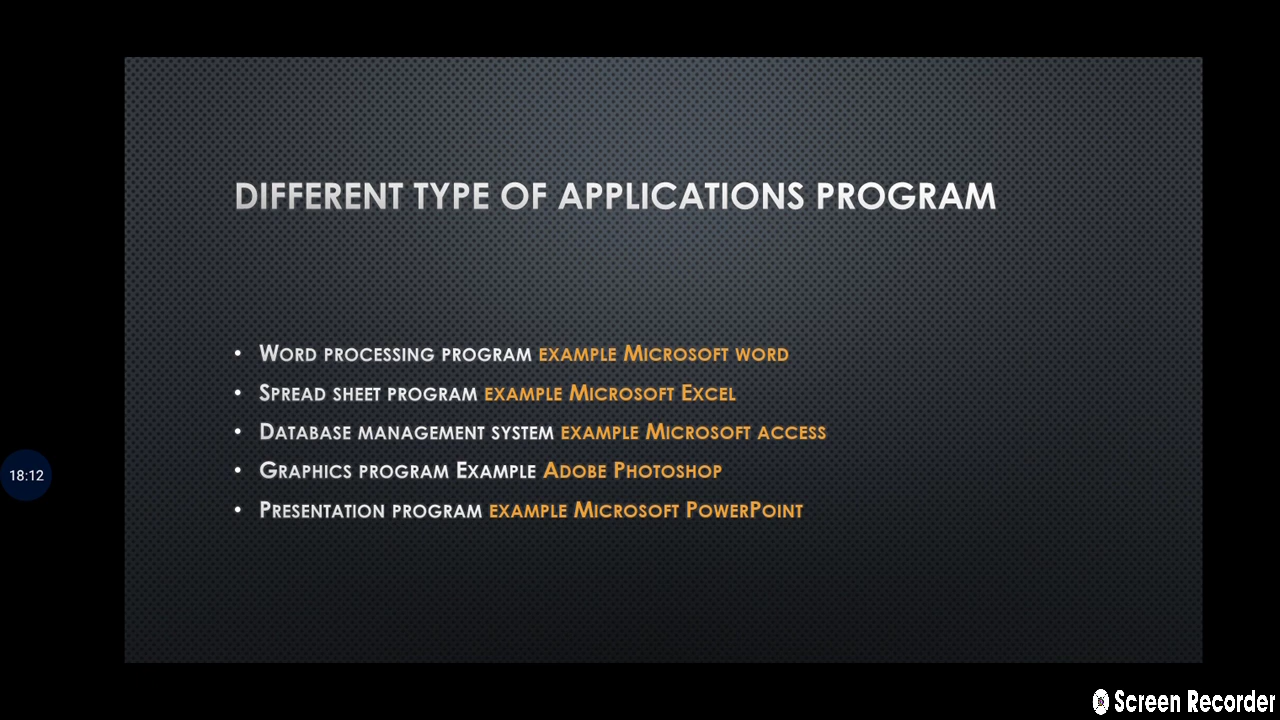 DIFFERENT TYPE OF APPLICATIONS PROGRAM
• WORD PROCESSING PROGRAM EXAMPLE MICROSOFT WORD
• SPREAD SHEET PROGRAM EXAMPLE MICROSOFT EXCEL
• DATABASE MANAGEMENT SYSTEM EXAMPLE MICROSOFT ACCESS
• GRAPHICS PROGRAM EXAMPLE ADOBE PHOTOSHOP
• PRESENTATION PROGRAM EXAMPLE MICROSOFT POWERPOINT
18:12
Screen Recorder